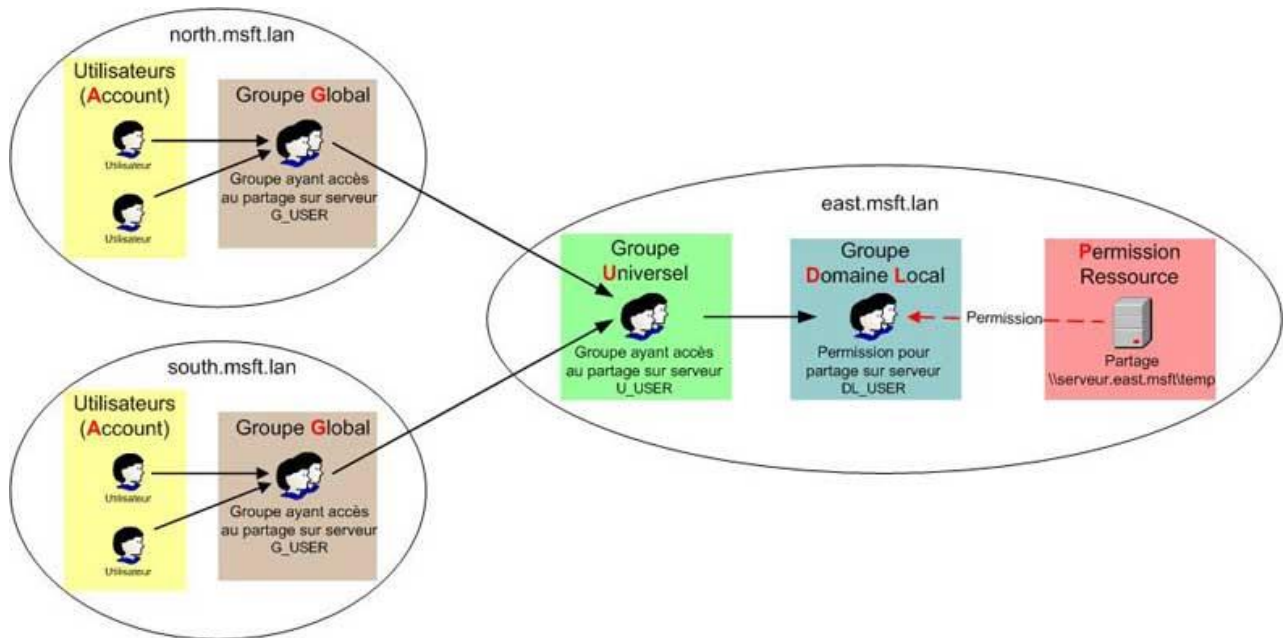 north.msft.lan
Utilisateurs
(Account)
Utilisateur
Utilisateur
Groupe Global
Groupe ayant accès
au partage sur serveur
G_USER
south.msft.lan
Utilisateurs
(Account)
Utilisateur
Utilisateur
Groupe Global
Groupe ayant accès
au partage sur serveur
G_USER
east.msft.lan
Groupe
Universel
Groupe ayant accès
au partage sur serveur
U_USER
Groupe
Domaine Local
Permission pour
partage sur serveur
DL_USER
Permission
Permission
Ressource
Partage
\\serveur.east.msft\temp